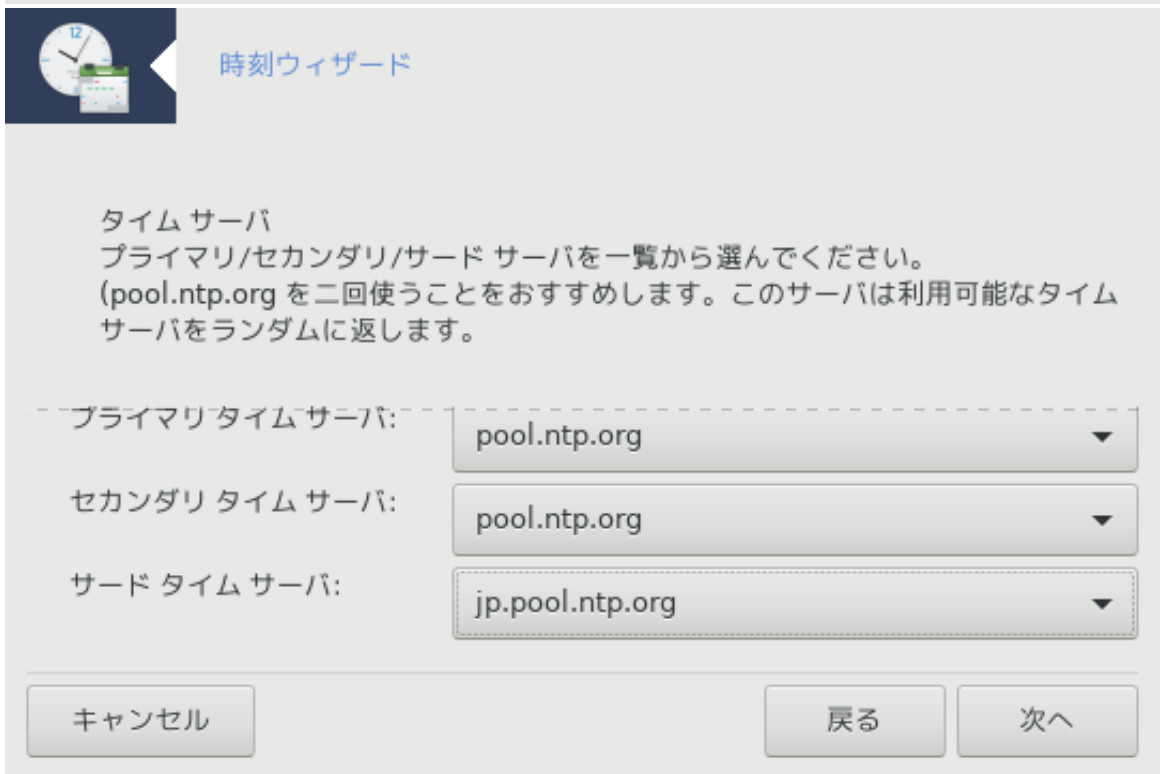 12
時刻ウィザード
タイム サーバ
プライマリ/セカンダリ/サード サーバを一覧から選んでください。
(pool.ntp.org を二回使うことをおすすめします。このサーバは利用可能なタイム
サーバをランダムに返します。
プライマリ タイム サーバ: pool.ntp.org
セカンダリ タイム サーバ: pool.ntp.org
サード タイム サーバ: jp.pool.ntp.org
キャンセル 戻る 次へ